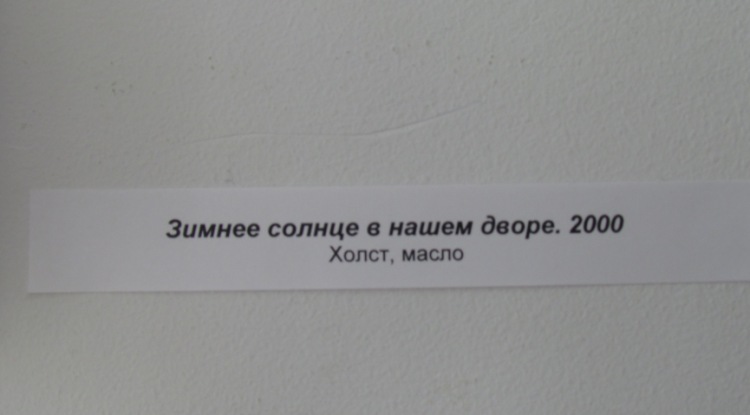 Зимнее солнце в нашем дворе. 2000
Холст, масло